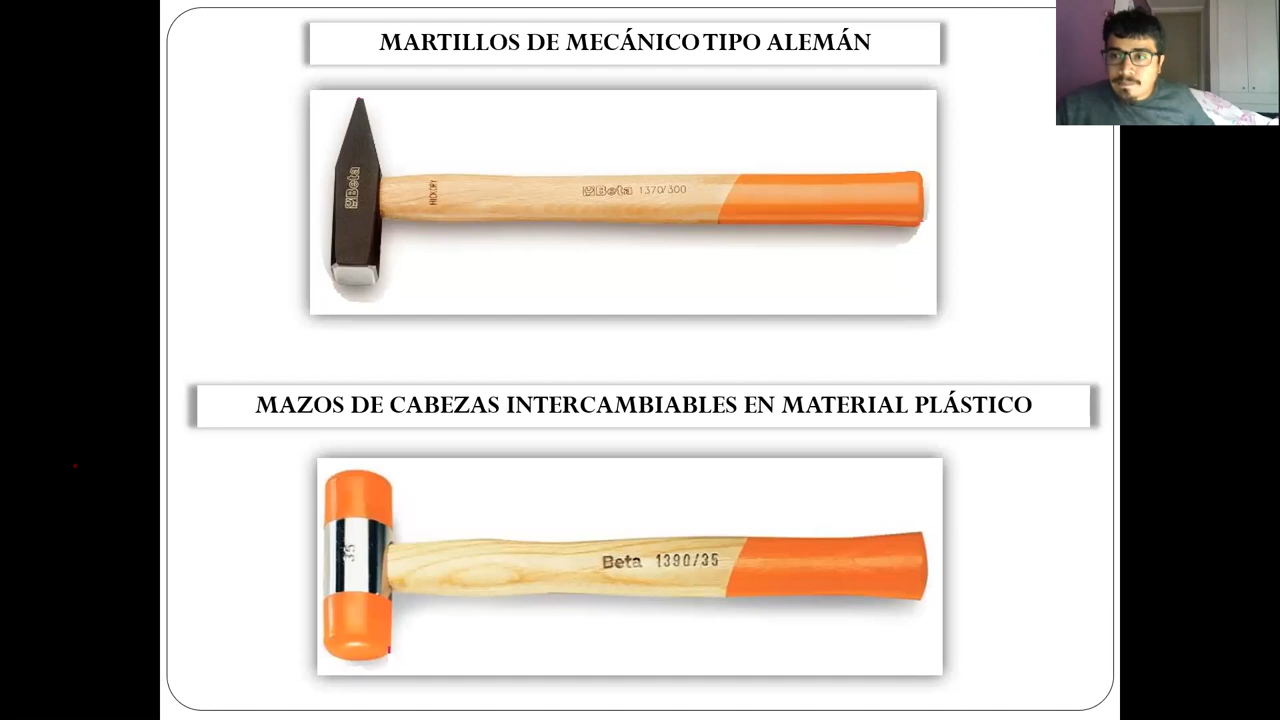 MARTILLOS DE MECÁNICO TIPO ALEMÁN
Beta
HICKORY
Beta 1370/300
MAZOS DE CABEZAS INTERCAMBIABLES EN MATERIAL PLÁSTICO
35
Beta 1390/35